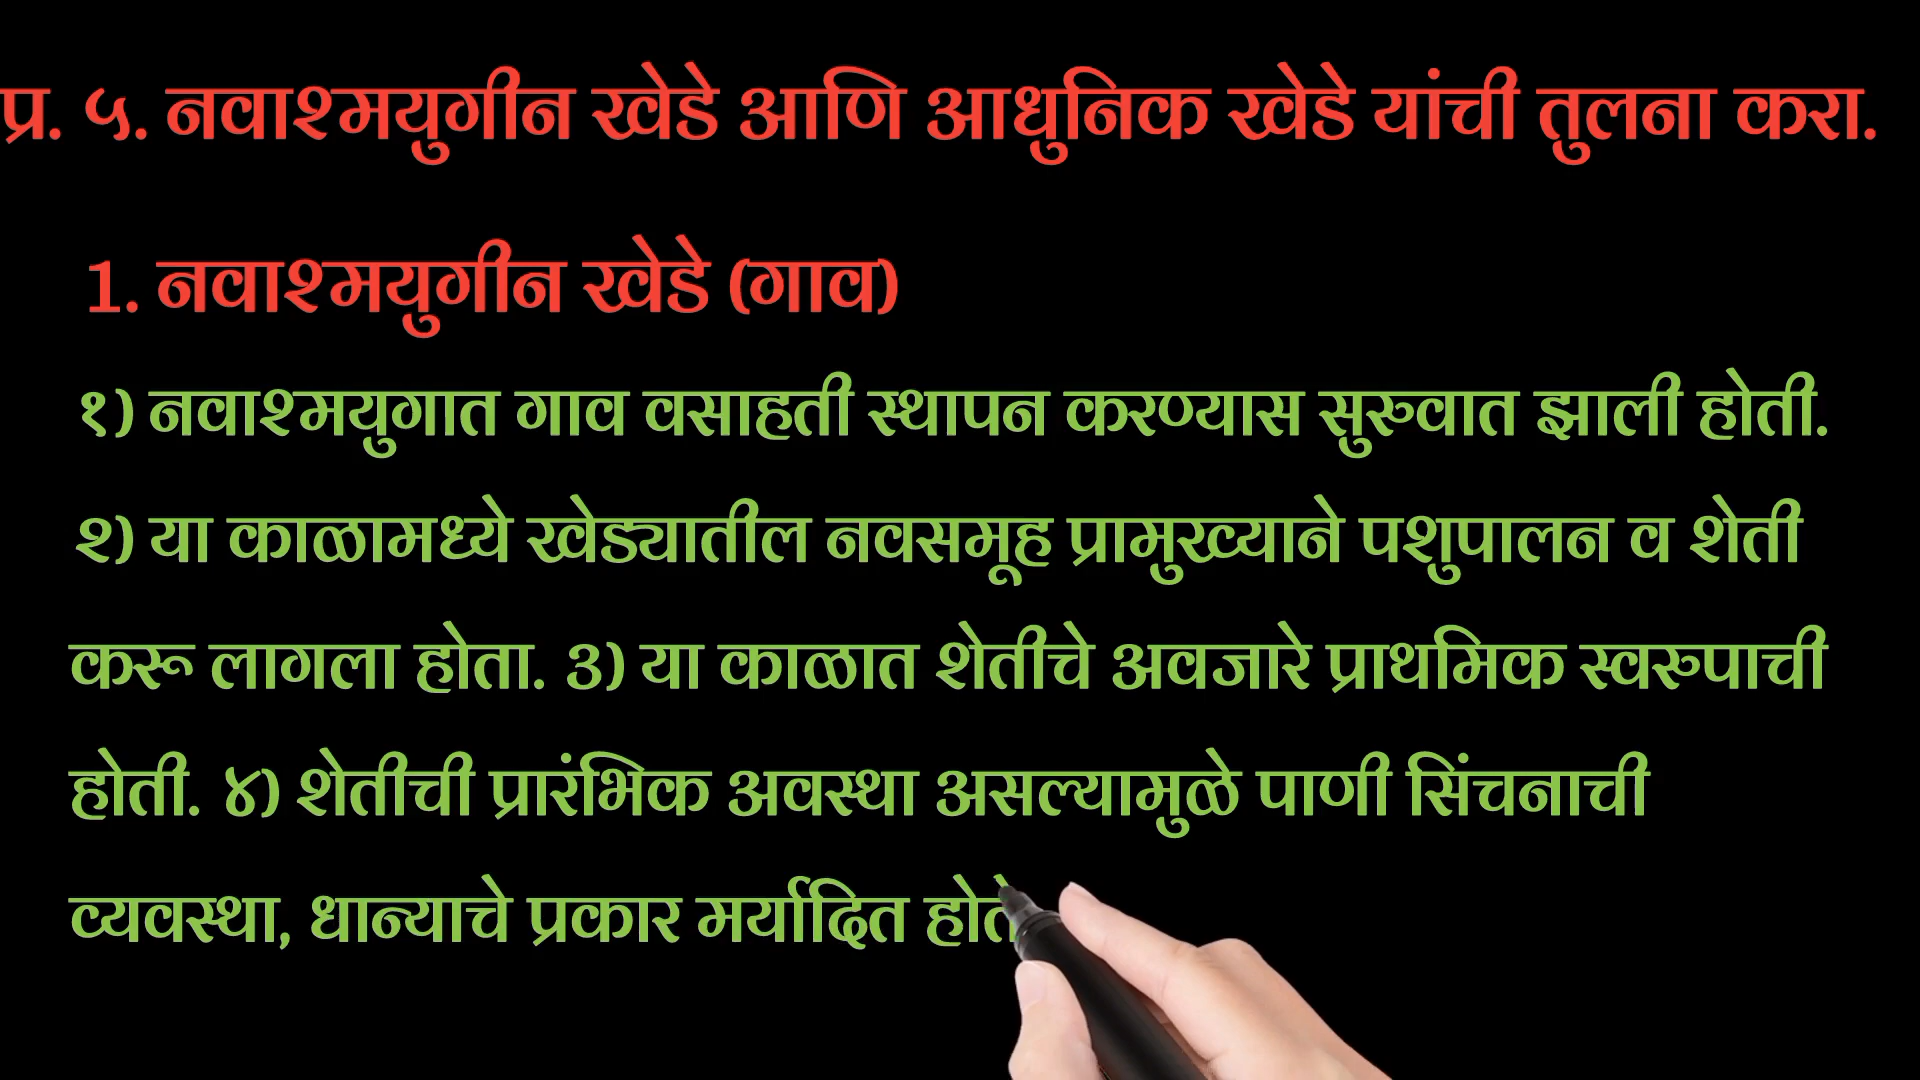 प्र. ५. नवाश्मयुगीन खेडे आणि आधुनिक खेडे यांची तुलना करा.
1. नवाश्मयुगीन खेडे (गाव)
१) नवाश्मयुगात गाव वसाहती स्थापन करण्यास सुरुवात झाली होती.
२) या काळामध्ये खेड्यातील नवसमूह प्रामुख्याने पशुपालन व शेती
करू लागला होता. ३) या काळात शेतीचे अवजारे प्राथमिक स्वरुपाची
होती. ४) शेतीची प्रारंभिक अवस्था असल्यामुळे पाणी सिंचनाची
व्यवस्था, धान्याचे प्रकार मर्यादित होते